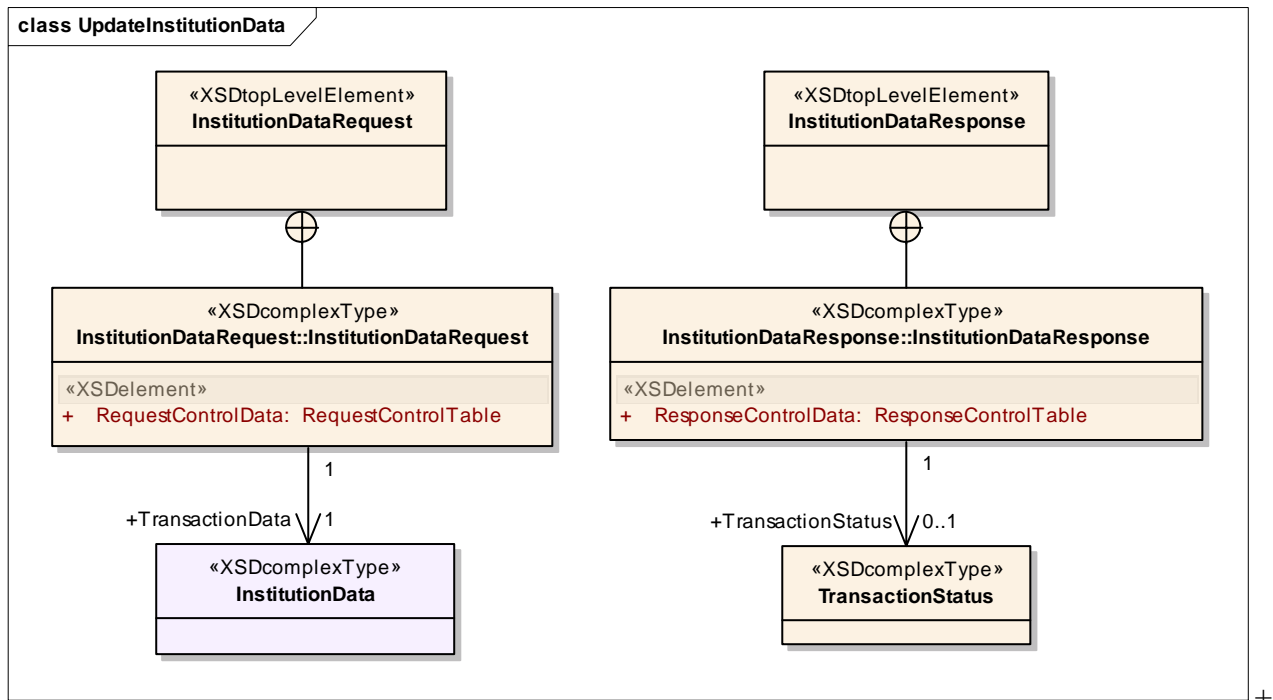 class UpdateInstitutionData
«XSDtopLevelElement»
InstitutionDataRequest
«XSDtopLevelElement»
InstitutionDataResponse
«XSDcomplexType»
InstitutionDataRequest::InstitutionDataRequest
«XSDelement»
+ RequestControlData: RequestControlTable
«XSDcomplexType»
InstitutionDataResponse::InstitutionDataResponse
«XSDelement»
+ ResponseControlData: ResponseControlTable
1
+TransactionData 1
«XSDcomplexType»
InstitutionData
1
+TransactionStatus 0..1
«XSDcomplexType»
TransactionStatus
+